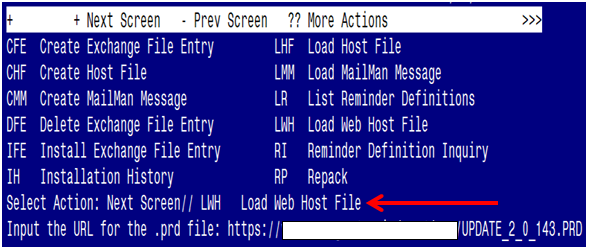 + + Next Screen - Prev Screen ?? More Actions >>>
CFE Create Exchange File Entry LHF Load Host File
CHF Create Host File LMM Load MailMan Message
CMM Create MailMan Message LR List Reminder Definitions
DFE Delete Exchange File Entry LWH Load Web Host File
IFE Install Exchange File Entry RI Reminder Definition Inquiry
IH Installation History RP Repack
Select Action: Next Screen// LWH Load Web Host File
Input the URL for the .prd file: https:// /UPDATE_2_0_143.PRD